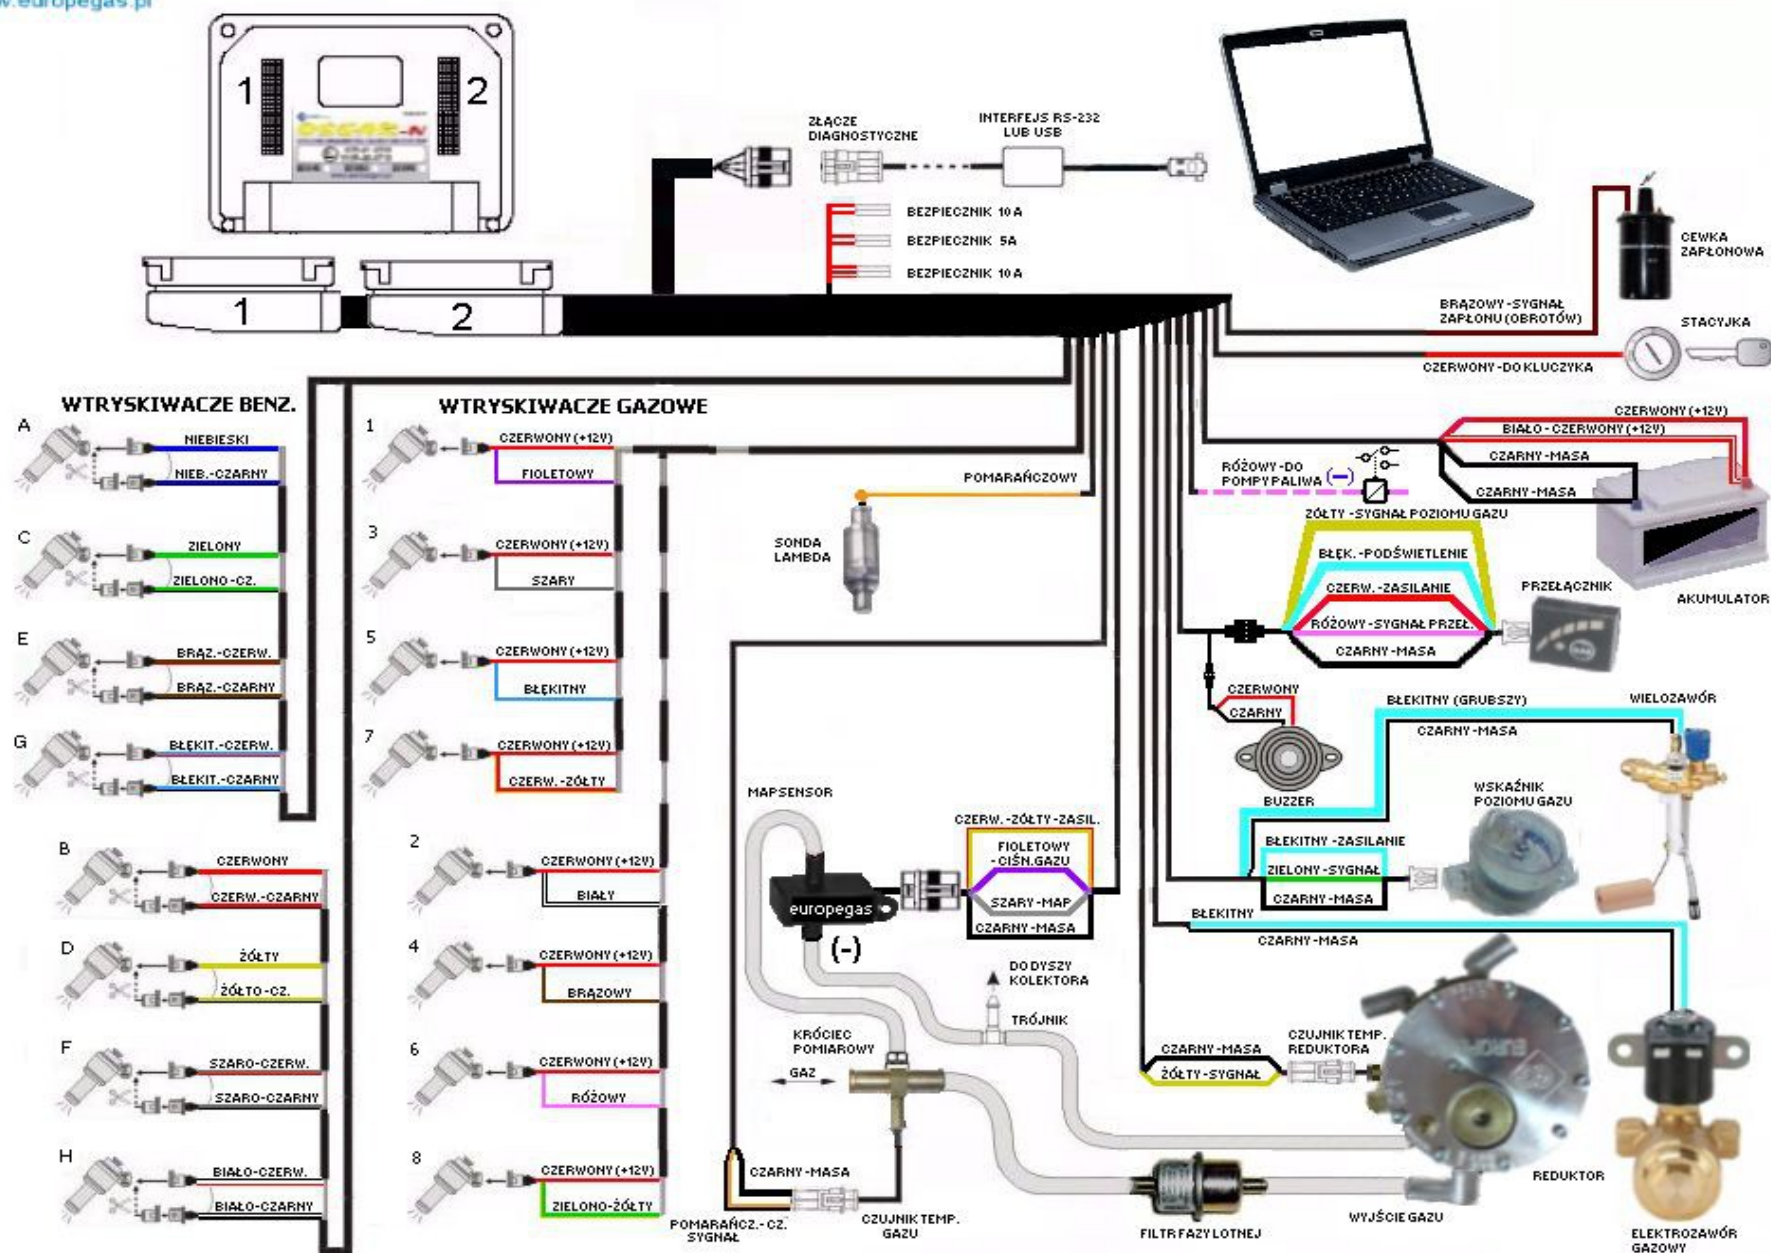 w.europegas.pl
1
2
OSCAR-N
1
2
ZŁĄCZE
DIAGNOSTYCZNE
INTERFEJS RS-232
LUB USB
BEZPIECZNIK 10A
BEZPIECZNIK 5A
BEZPIECZNIK 10A
CEWKA
ZAPŁONOWA
BRĄZOWY-SYGNAŁ
ZAPŁONU (OBROTÓW)
STACYJKA
CZERWONY-DO KLUCZYKA
WTRYSKIWACZE BENZ.
A
NIEBIESKI
NIEB.-CZARNY
C
ZIELONY
ZIELONO-CZ.
E
BRĄZ.-CZERW.
BRĄZ.-CZARNY
G
BŁĘKIT.-CZERW.
BŁEKIT.-CZARNY
B
CZERWONY
CZERW.-CZARNY
D
ŻÓŁTY
ŻÓŁTO-CZ.
F
SZARO-CZERW.
SZARO-CZARNY
H
BIAŁO-CZERW.
BIAŁO-CZARNY
WTRYSKIWACZE GAZOWE
1
CZERWONY (+12V)
FIOLETOWY
3
CZERWONY (+12V)
SZARY
5
CZERWONY (+12V)
BŁĘKITNY
7
CZERWONY (+12V)
CZERW.-ŻÓŁTY
2
CZERWONY (+12V)
BIAŁY
4
CZERWONY (+12V)
BRĄZOWY
6
CZERWONY (+12V)
RÓŻOWY
8
CZERWONY (+12V)
ZIELONO-ŻÓŁTY
POMARAŃCZOWY
SONDA
LAMBDA
CZERWONY (+12V)
BIAŁO-CZERWONY (+12V)
CZARNY-MASA
CZARNY-MASA
AKUMULATOR
RÓŻOWY-DO
POMPY PALIWA (-)
ŻÓŁTY-SYGNAŁ POZIOMU GAZU
BŁĘK.-PODŚWIETLENIE
CZERW.-ZASILANIE
RÓŻOWY-SYGNAŁ PRZEŁ.
CZARNY-MASA
PRZEŁĄCZNIK
CZERWONY
CZARNY
BUZZER
BŁEKITNY (GRUBSZY)
CZARNY-MASA
WIELOZAWÓR
WSKAŹNIK
POZIOMU GAZU
BŁEKITNY-ZASILANIE
ZIELONY-SYGNAŁ
CZARNY-MASA
BŁEKITNY
CZARNY-MASA
MAPSENSOR
europegas
(-)
CZERW.-ŻÓŁTY-ZASIL.
FIOLETOWY
-CIŚN.GAZU
SZARY-MAP
CZARNY-MASA
DO DYSZY
KOLEKTORA
TRÓJNIK
KRÓCIEC
POMIAROWY
GAZ
CZARNY-MASA
ŻÓŁTY-SYGNAŁ
CZUJNIK TEMP.
REDUKTORA
REDUKTOR
CZARNY-MASA
POMARAŃCZ.-CZ.
SYGNAŁ
CZUJNIK TEMP.
GAZU
FILTR FAZY LOTNEJ
WYJŚCIE GAZU
ELEKTROZAWÓR
GAZOWY